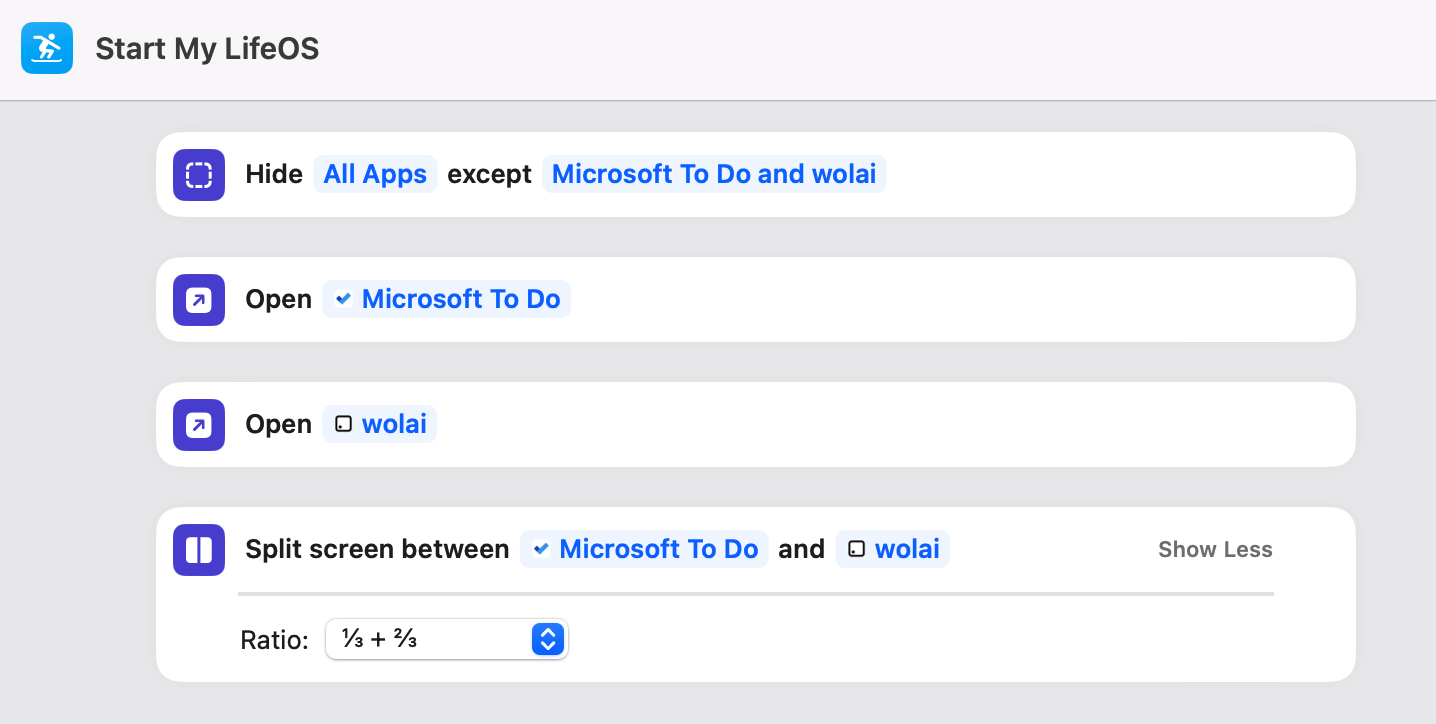 Start My LifeOS
Hide All Apps except Microsoft To Do and wolai
Open Microsoft To Do
Open wolai
Split screen between Microsoft To Do and wolai Show Less
Ratio: ⅓ + ⅔